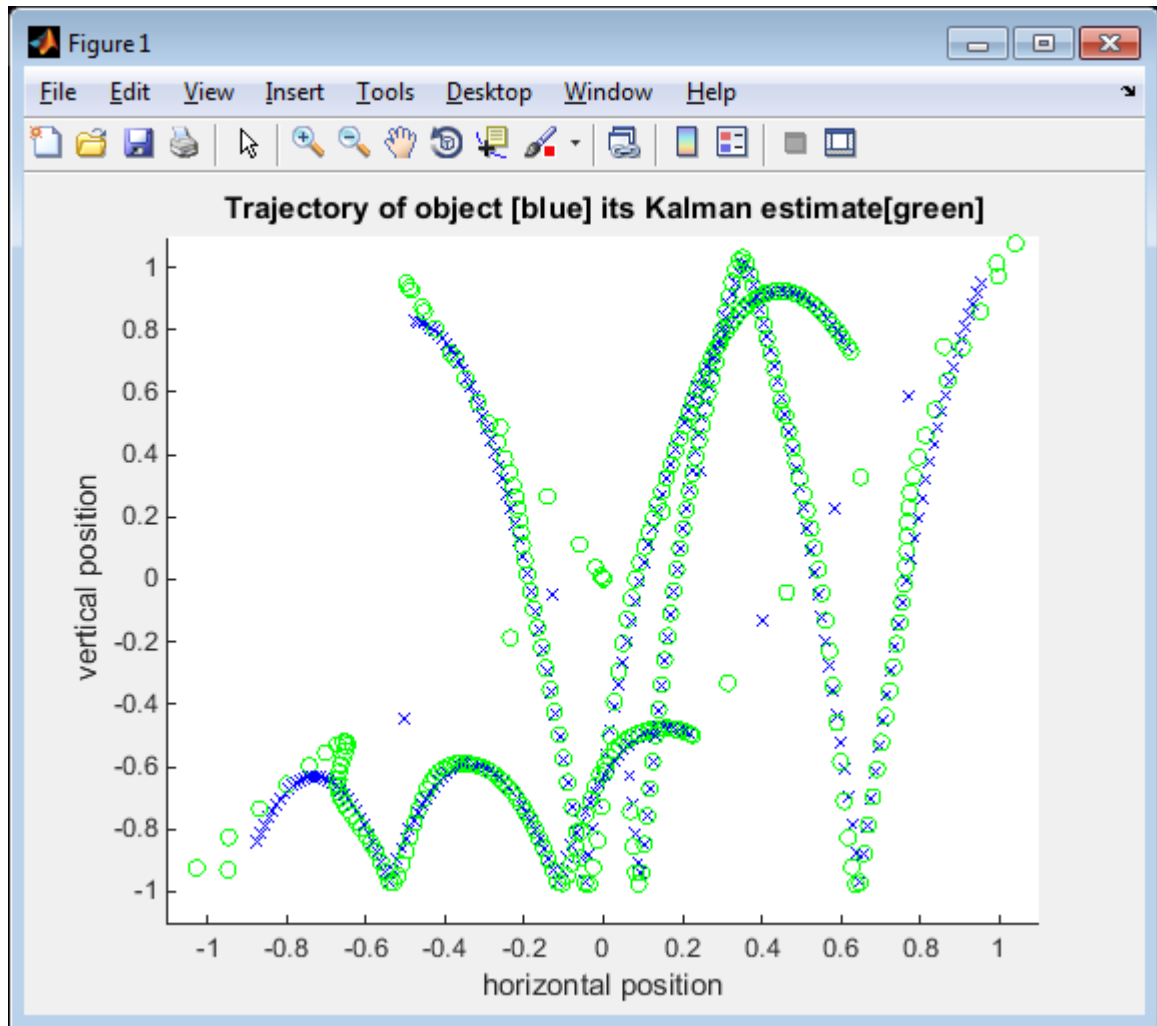 Figure 1
File Edit View Insert Tools Desktop Window Help
Trajectory of object [blue] its Kalman estimate[green]
1
0.8
0.6
0.4
0.2
0
-0.2
-0.4
-0.6
-0.8
-1
vertical position
-1 -0.8 -0.6 -0.4 -0.2 0 0.2 0.4 0.6 0.8 1
horizontal position